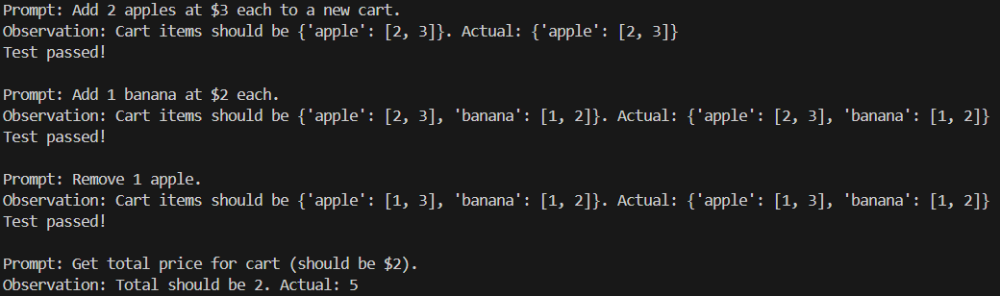 Prompt: Add 2 apples at $3 each to a new cart.
Observation: Cart items should be {'apple': [2, 3]}. Actual: {'apple': [2, 3]}
Test passed!
Prompt: Add 1 banana at $2 each.
Observation: Cart items should be {'apple': [2, 3], 'banana': [1, 2]}. Actual: {'apple': [2, 3], 'banana': [1, 2]}
Test passed!
Prompt: Remove 1 apple.
Observation: Cart items should be {'apple': [1, 3], 'banana': [1, 2]}. Actual: {'apple': [1, 3], 'banana': [1, 2]}
Test passed!
Prompt: Get total price for cart (should be $2).
Observation: Total should be 2. Actual: 5